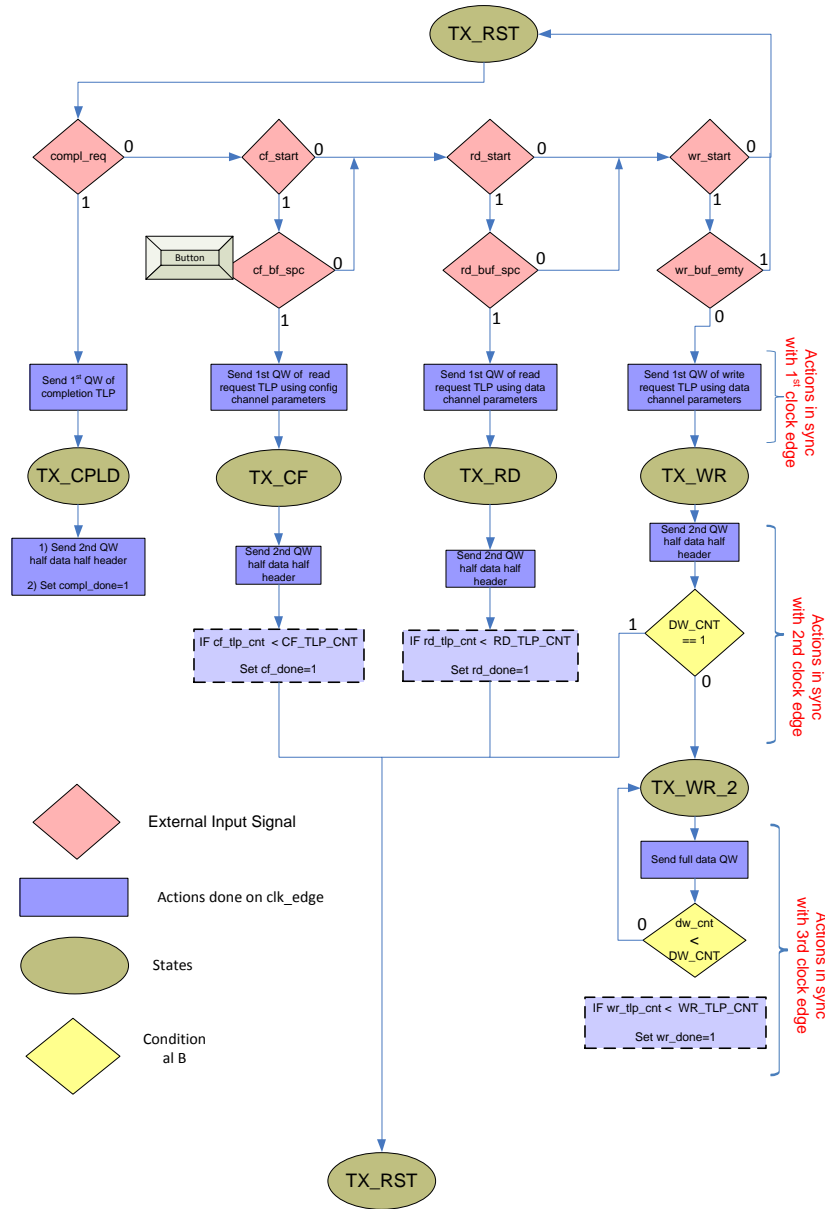 TX_RST
compl_req
0
cf_start
0
rd_start
0
wr_start
0
1
1
1
1
Button
cf_bf_spc
0
rd_buf_spc
0
wr_buf_emty
1
1
1
0
Send 1st QW of
completion TLP
Send 1st QW of read
request TLP using config
channel parameters
Send 1st QW of read
request TLP using data
channel parameters
Send 1st QW of write
request TLP using data
channel parameters
Actions in sync
with 1st clock edge
TX_CPLD
TX_CF
TX_RD
TX_WR
1) Send 2nd QW
half data half header
2) Set compl_done=1
Send 2nd QW
half data half
header
Send 2nd QW
half data half
header
Send 2nd QW
half data half
header
IF cf_tlp_cnt < CF_TLP_CNT
Set cf_done=1
IF rd_tlp_cnt < RD_TLP_CNT
Set rd_done=1
1
DW_CNT
== 1
0
Actions in sync
with 2nd clock edge
TX_WR_2
Send full data QW
0
dw_cnt
<
DW_CNT
IF wr_tlp_cnt < WR_TLP_CNT
Set wr_done=1
Actions in sync
with 3rd clock edge
External Input Signal
Actions done on clk_edge
States
Condition
al B
TX_RST